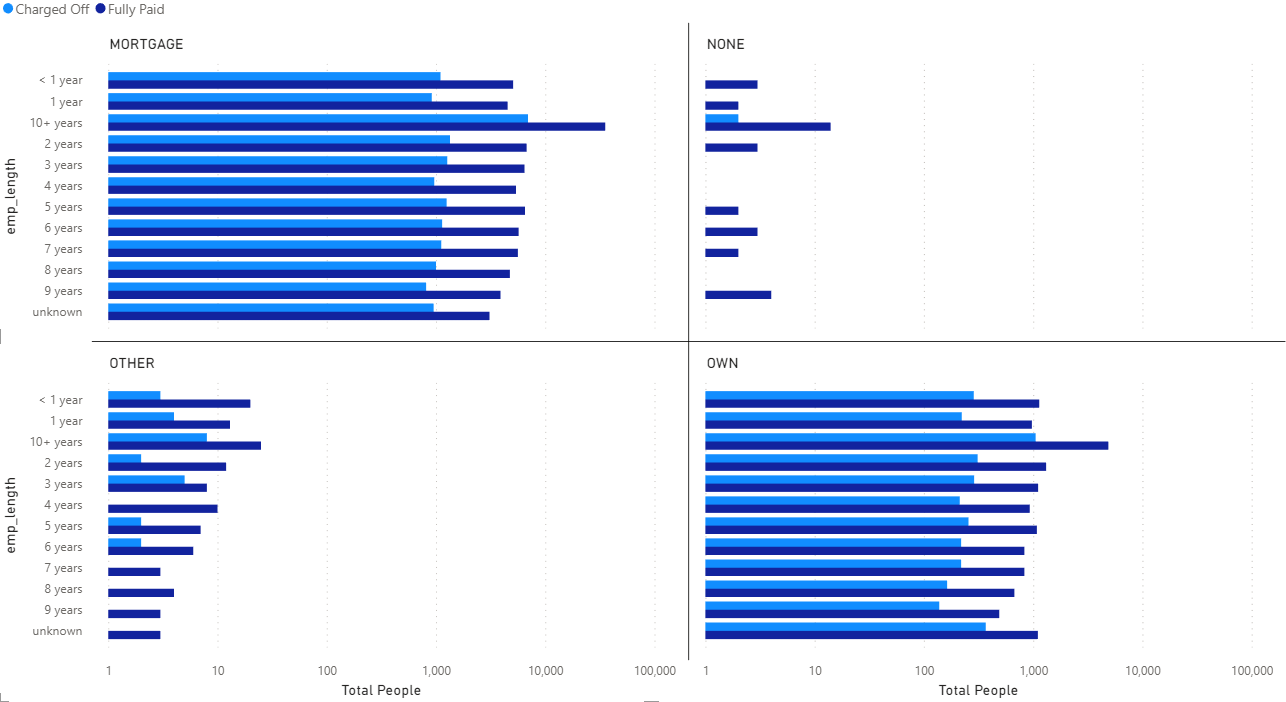 Charged Off Fully Paid
MORTGAGE
NONE
emp_length
< 1 year
1 year
10+ years
2 years
3 years
4 years
5 years
6 years
7 years
8 years
9 years
unknown
OTHER
OWN
emp_length
< 1 year
1 year
10+ years
2 years
3 years
4 years
5 years
6 years
7 years
8 years
9 years
unknown
1 10 100 1,000 10,000 100,000
Total People
1 10 100 1,000 10,000 100,000
Total People